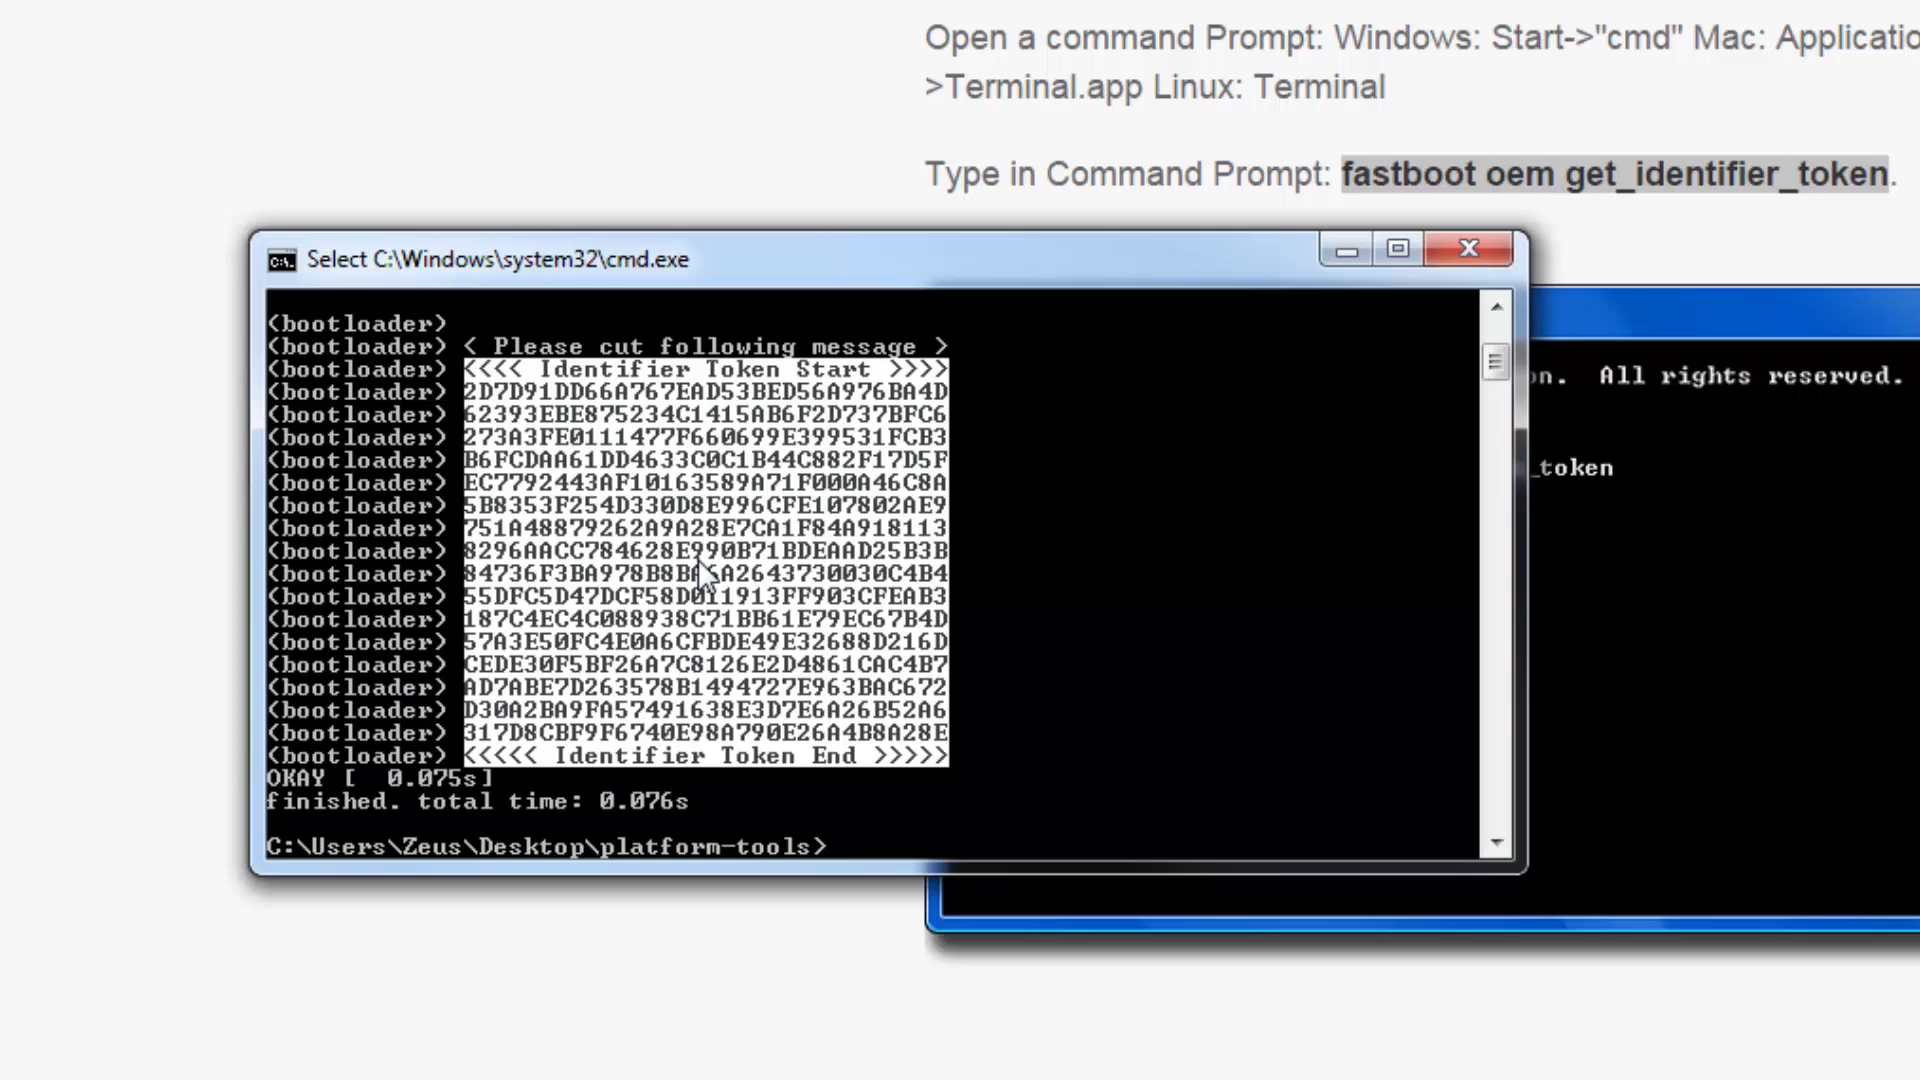 Open a command Prompt: Windows: Start->"cmd" Mac: Applicatio
>Terminal.app Linux: Terminal
Type in Command Prompt: fastboot oem get_identifier_token.
Select C:\Windows\system32\cmd.exe
(bootloader)
(bootloader) < Please cut following message >
(bootloader) <<<< Identifier Token Start >>>>
(bootloader) 2D7D91DD66A767EAD53BED56A976BA4D
(bootloader) 62393EBE875234C1415AB6F2D737BFC6
(bootloader) 273A3FE0111477F660699E399531FCB3
(bootloader) B6FCDAA61DD4633C0C1B44C882F17D5F
(bootloader) EC7792443AF10163589A71F000A46C8A
(bootloader) 5B8353F254D330D8E996CFE107802AE9
(bootloader) 751A48879262A9A28E7CA1F84A918113
(bootloader) 8296AACC784628E990B71BDEAAD25B3B
(bootloader)
(bootloader) 55DFC5D47DCF58D011913FF903CFEAB3
(bootloader) 187C4EC4C088938C71BB61E79EC67B4D
(bootloader) 57A3E50FC4E0A6CFBDE49E32688D216D
(bootloader) CEDE30F5BF26A7C8126E2D4861CAC4B7
(bootloader) AD7ABE7D263578B1494727E963BAC672
(bootloader) D30A2BA9FA57491638E3D7E6A26B52A6
(bootloader) 317D8CBF9F6740E98A790E26A4B8A28E
(bootloader) <<<<< Identifier Token End >>>>>
OKAY [  0.075s]
finished. total time: 0.076s
C:\Users\Zeus\Desktop\platform-tools>
on.  All rights reserved.
_token